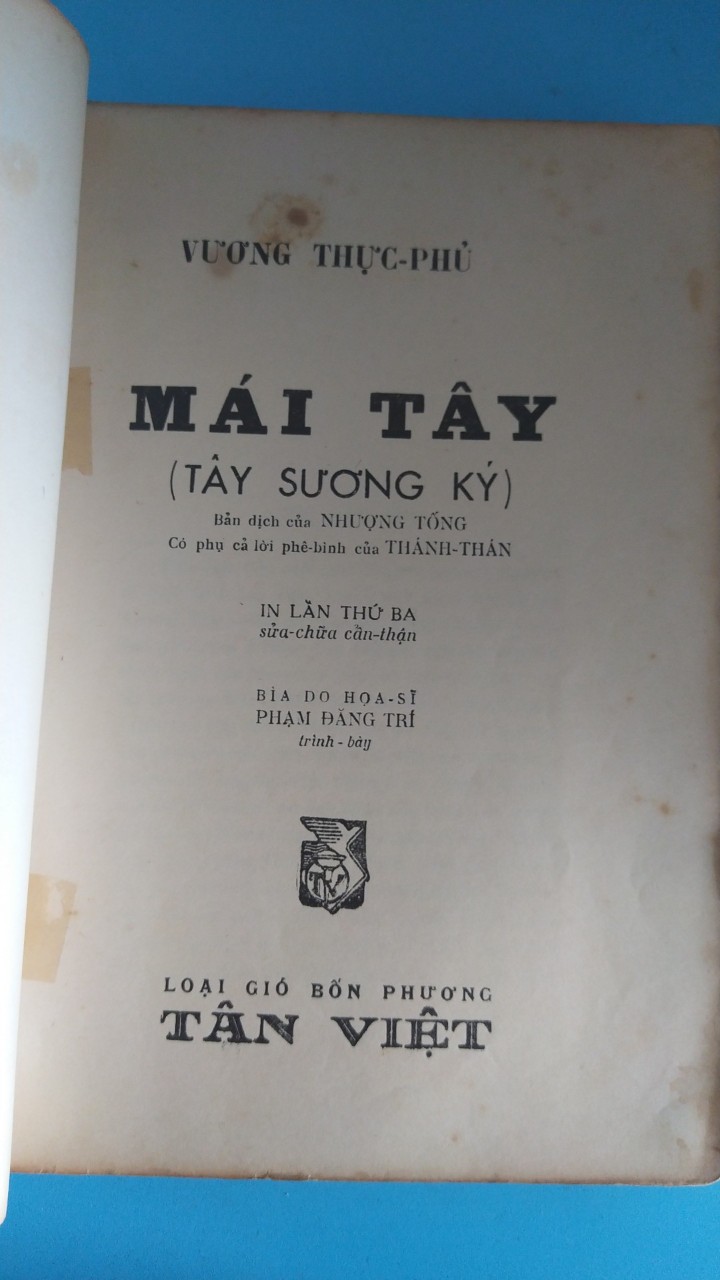 VƯƠNG THỰC-PHỦ
MÁI TÂY
(TÂY SƯƠNG KÝ)
Bản dịch của NHƯỢNG TỐNG
Có phụ cả lời phê-bình của THÁNH-THÁN
IN LẦN THỨ BA
sửa-chữa cẩn-thận
BÌA DO HỌA-SĨ
PHẠM ĐĂNG TRÍ
trình-bày
TV
LOẠI GIÓ BỐN PHƯƠNG
TÂN VIỆT